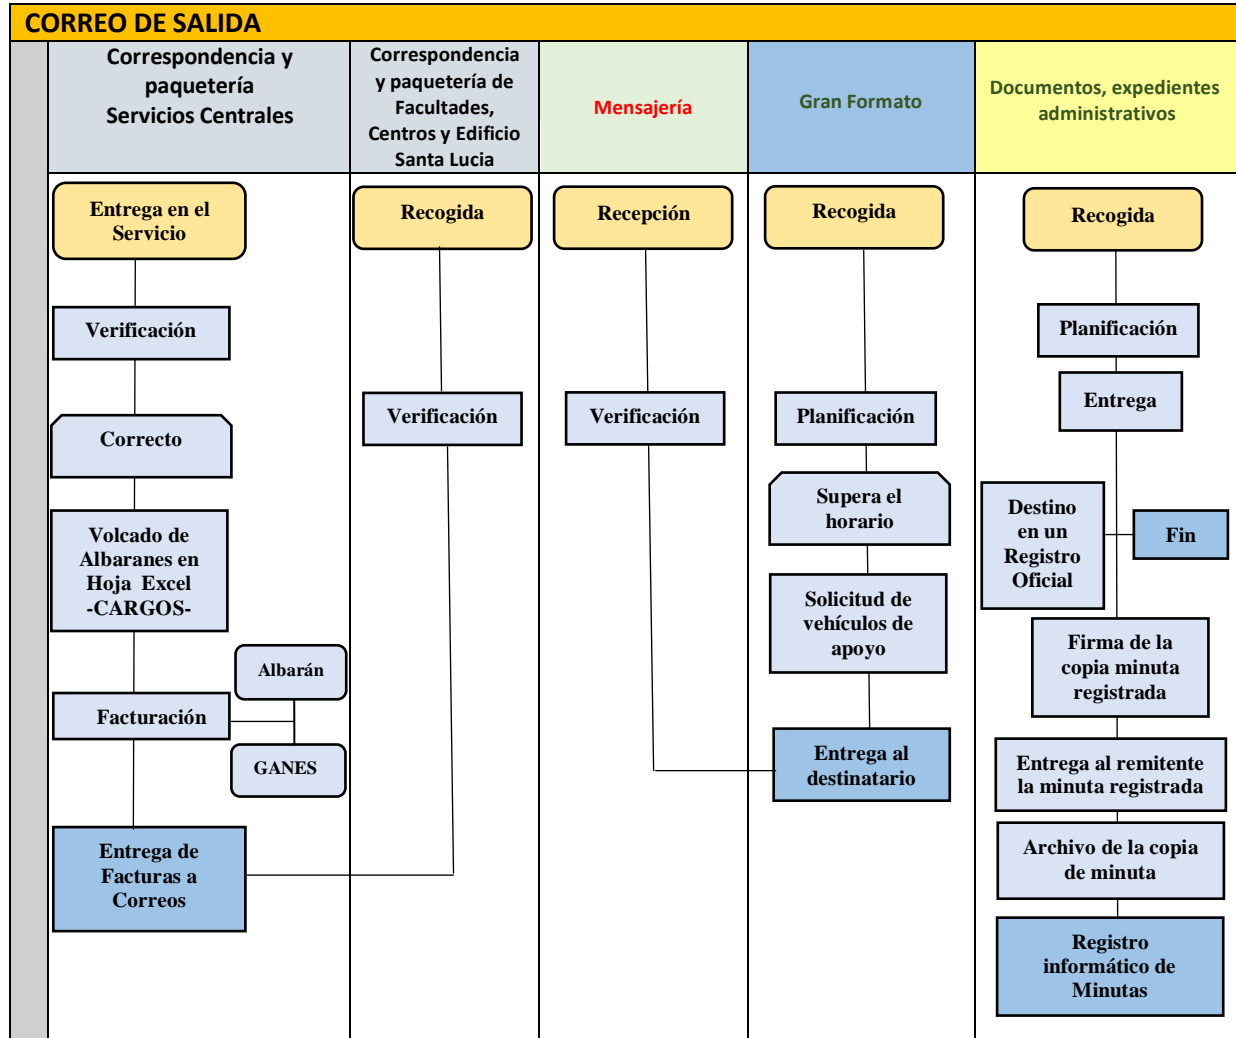 CORREO DE SALIDA
Correspondencia y
paquetería
Servicios Centrales
Correspondencia
y paquetería de
Facultades,
Centros y Edificio
Santa Lucia
Mensajería
Gran Formato
Documentos, expedientes
administrativos
Entrega en el
Servicio
Verificación
Correcto
Volcado de
Albaranes en
Hoja Excel
-CARGOS-
Facturación
Albarán
GANES
Entrega de
Facturas a
Correos
Recogida
Verificación
Recepción
Verificación
Recogida
Planificación
Supera el
horario
Solicitud de
vehículos de
apoyo
Entrega al
destinatario
Recogida
Planificación
Entrega
Destino
en un
Registro
Oficial
Fin
Firma de la
copia minuta
registrada
Entrega al remitente
la minuta registrada
Archivo de la copia
de minuta
Registro
informático de
Minutas